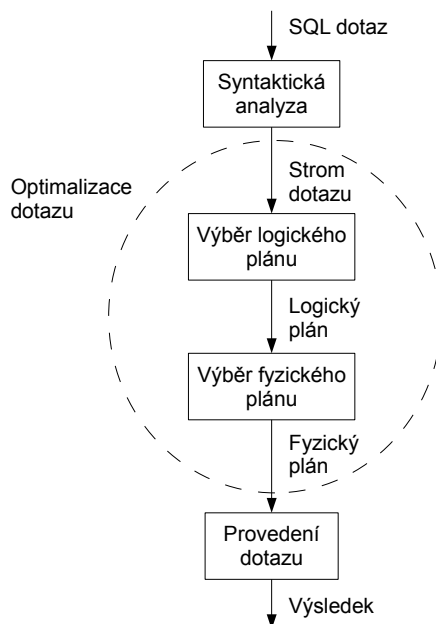 SQL dotaz
Syntaktická
analyza
Strom
dotazu
Optimalizace
dotazu
Výběr logického
plánu
Logický
plán
Výběr fyzického
plánu
Fyzický
plán
Provedení
dotazu
Výsledek